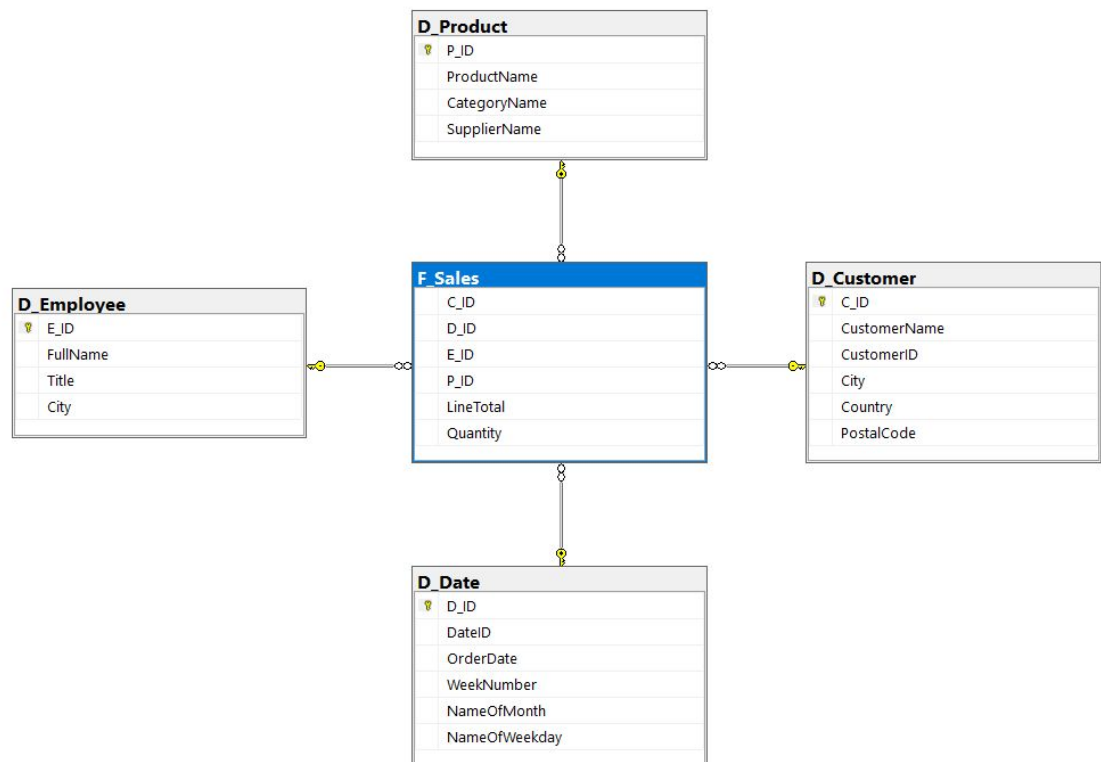 D_Product
P_ID
ProductName
CategoryName
SupplierName
D_Employee
E_ID
FullName
Title
City
F_Sales
C_ID
D_ID
E_ID
P_ID
LineTotal
Quantity
D_Customer
C_ID
CustomerName
CustomerID
City
Country
PostalCode
D_Date
D_ID
DateID
OrderDate
WeekNumber
NameOfMonth
NameOfWeekday